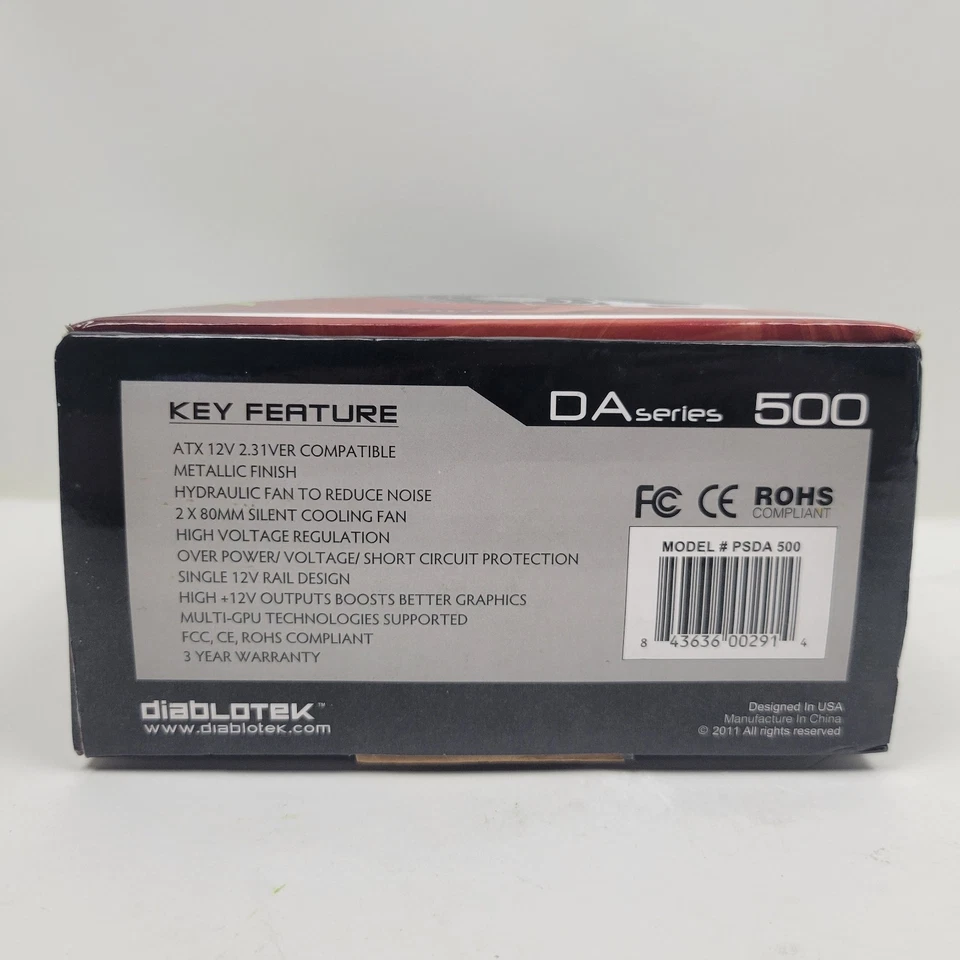 KEY FEATURE
ATX 12V 2.31VER COMPATIBLE
METALLIC FINISH
HYDRAULIC FAN TO REDUCE NOISE
2 X 80MM SILENT COOLING FAN
HIGH VOLTAGE REGULATION
OVER POWER/ VOLTAGE/ SHORT CIRCUIT PROTECTION
SINGLE 12V RAIL DESIGN
HIGH +12V OUTPUTS BOOSTS BETTER GRAPHICS
MULTI-GPU TECHNOLOGIES SUPPORTED
FCC, CE, ROHS COMPLIANT
3 YEAR WARRANTY
DA series 500
FC CE ROHS
COMPLIANT
MODEL # PSDA 500
8 43636 00291 4
diablotek™
www.diablotek.com
Designed In USA
Manufacture In China
© 2011 All rights reserved